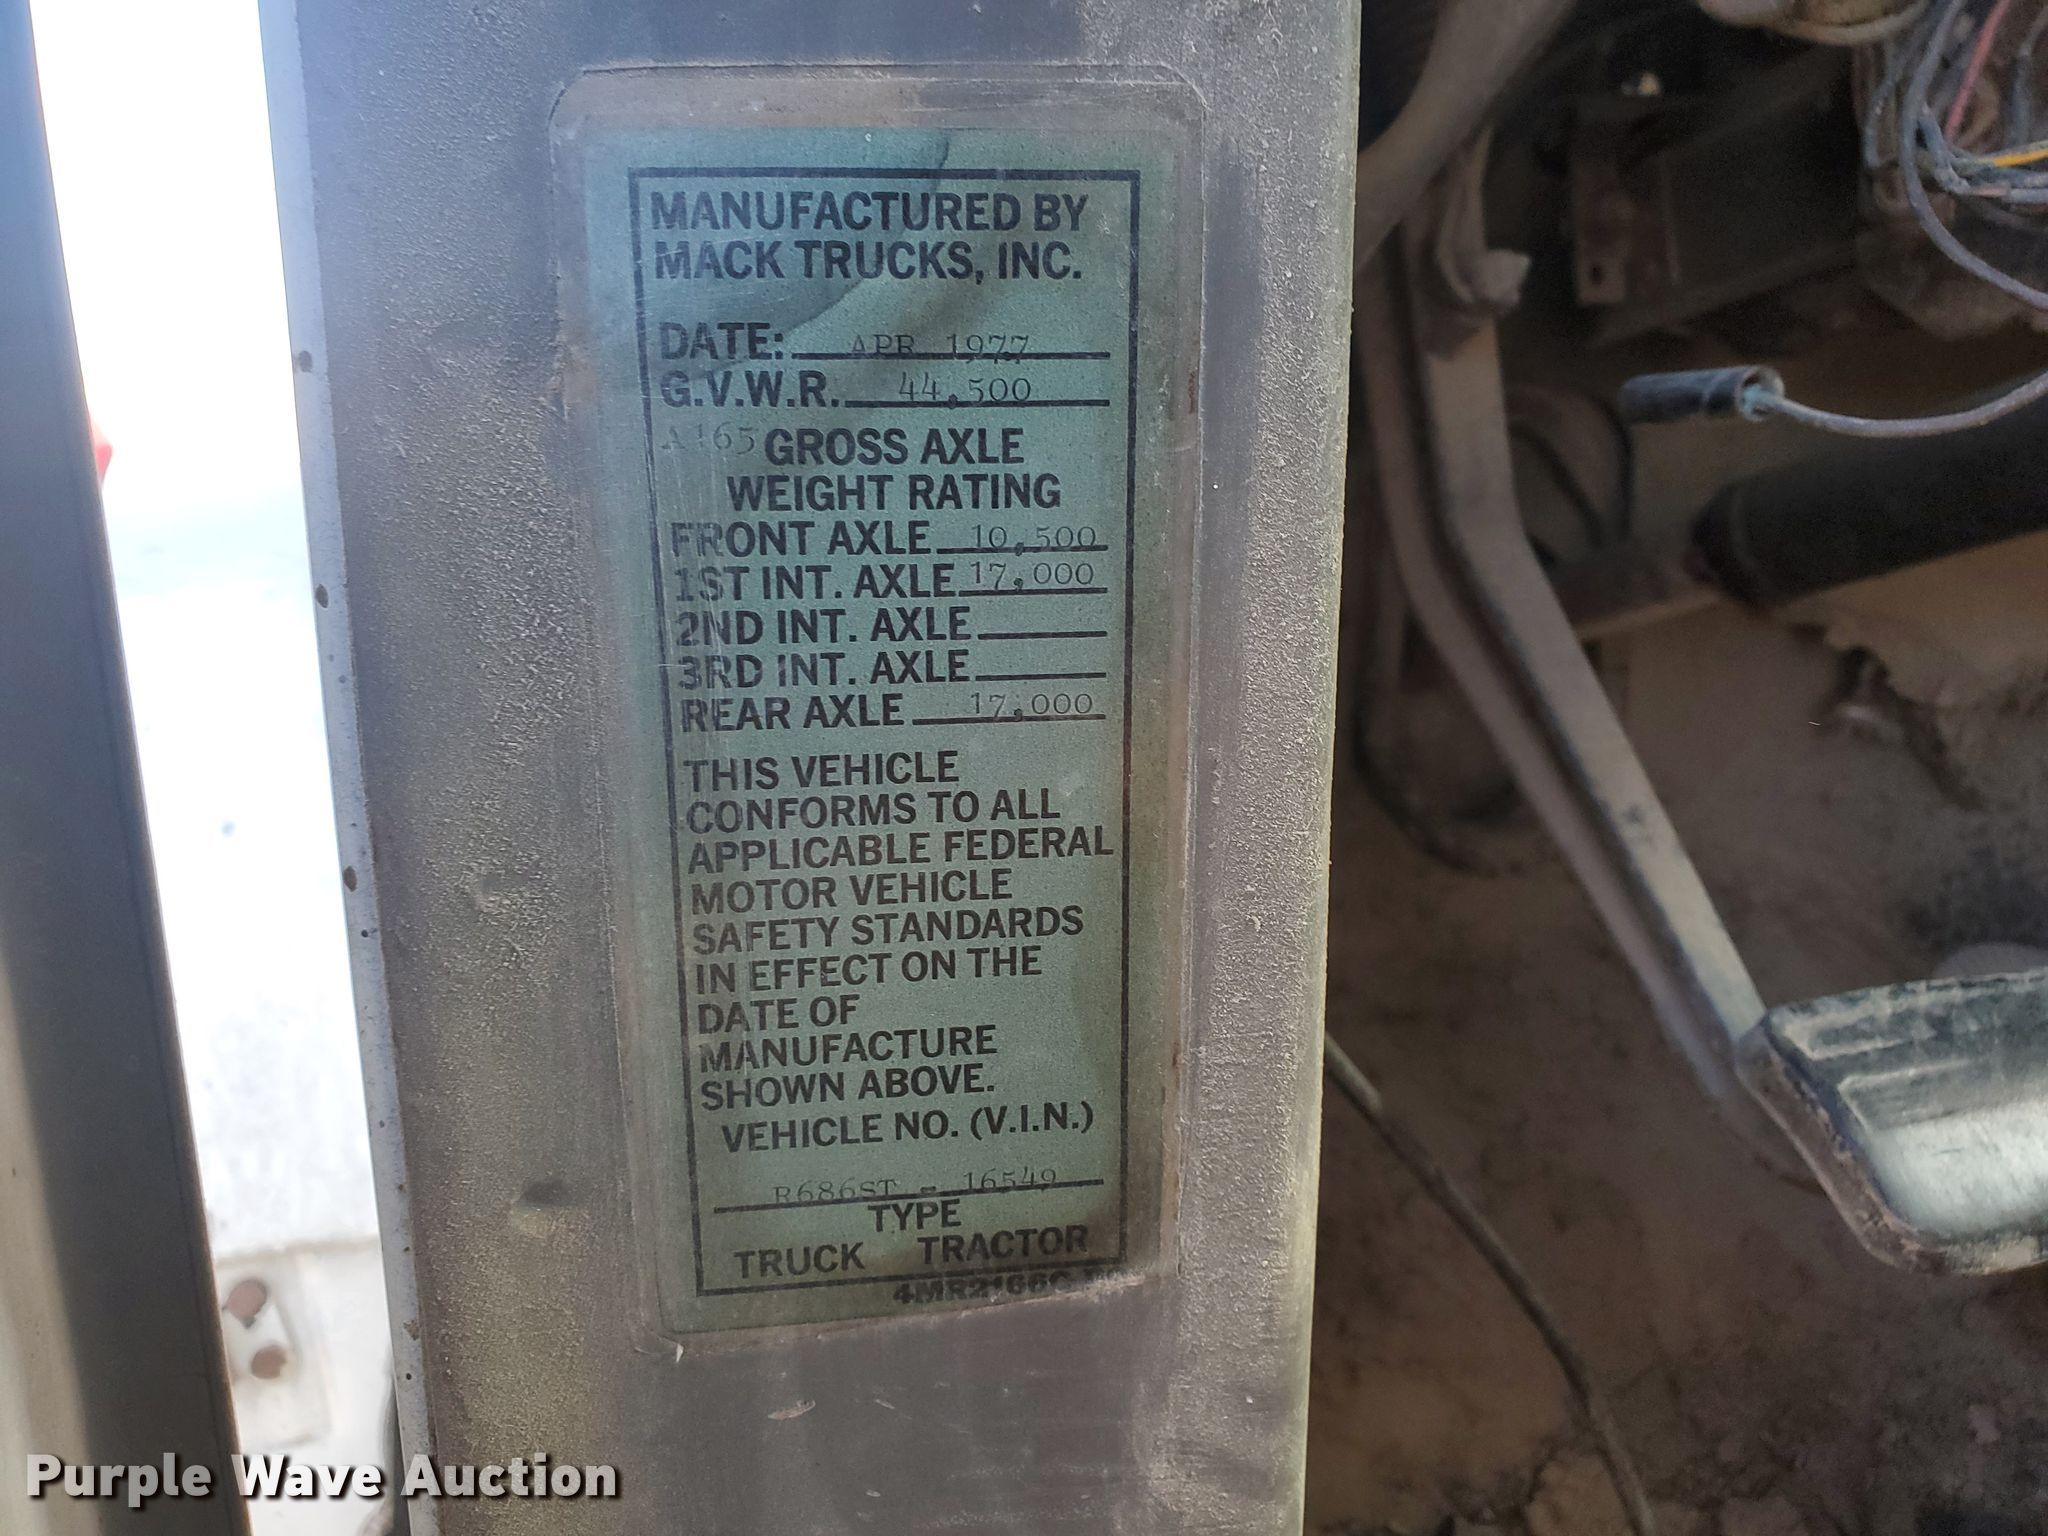 MANUFACTURED BY
MACK TRUCKS, INC.
DATE: APR 1977
G.V.W.R. 44,500
GROSS AXLE
WEIGHT RATING
FRONT AXLE 10,500
1ST INT. AXLE 17,000
2ND INT. AXLE
3RD INT. AXLE
REAR AXLE 17,000
THIS VEHICLE
CONFORMS TO ALL
APPLICABLE FEDERAL
MOTOR VEHICLE
SAFETY STANDARDS
IN EFFECT ON THE
DATE OF
MANUFACTURE
SHOWN ABOVE.
VEHICLE NO. (V.I.N.)
R686ST - 16549
TYPE
TRUCK TRACTOR
Purple Wave Auction